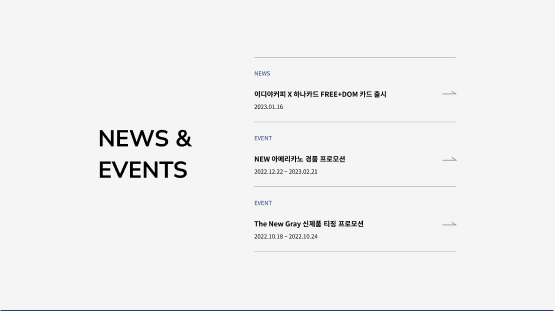 NEWS &
EVENTS
NEWS
이디야커피 X 하나카드 FREE+DOM 카드 출시
2023.01.16
EVENT
NEW 아메리카노 경품 프로모션
2022.12.22 ~ 2023.02.21
EVENT
The New Gray 신제품 타징 프로모션
2022.10.18 ~ 2022.10.24